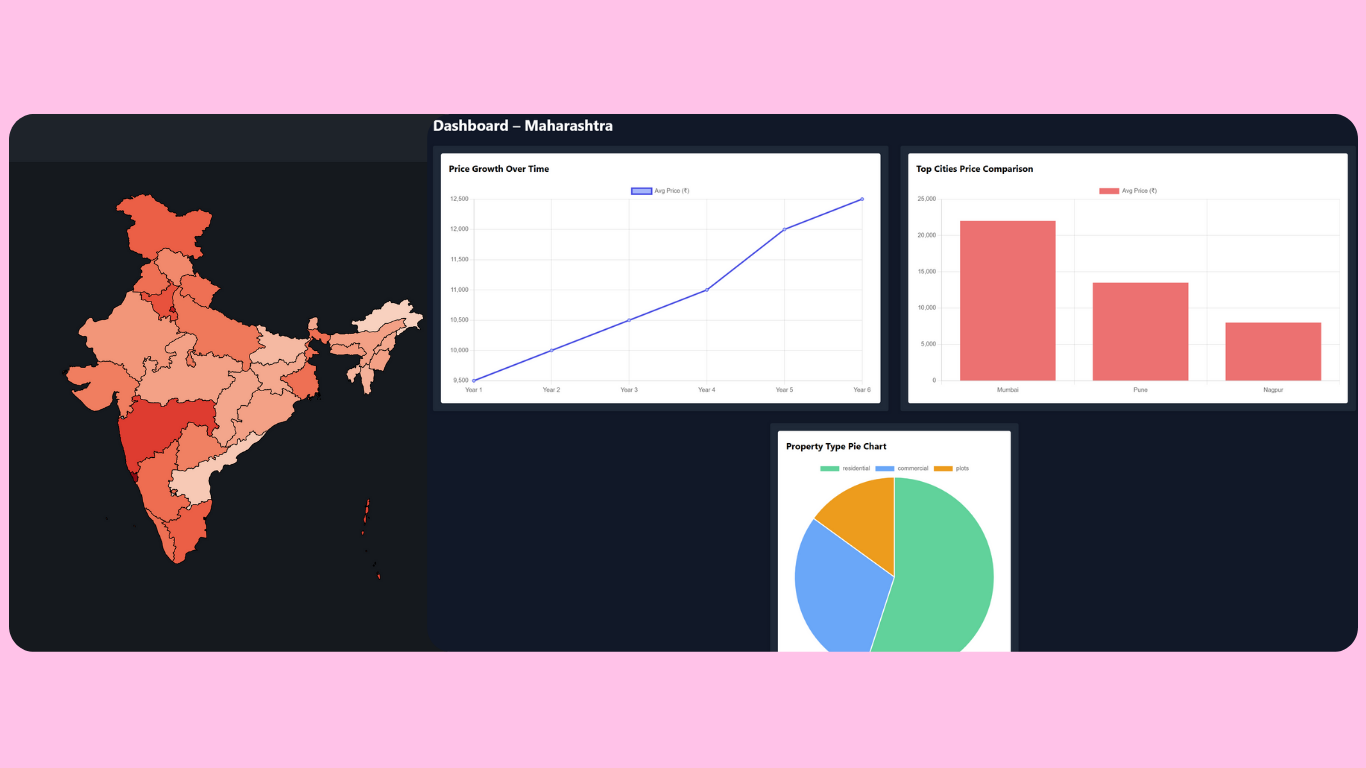 Dashboard – Maharashtra
Price Growth Over Time
Avg Price (₹)
12,500
12,000
11,500
11,000
10,500
10,000
9,500
Year 1 Year 2 Year 3 Year 4 Year 5 Year 6
Top Cities Price Comparison
Avg Price (₹)
25,000
20,000
15,000
10,000
5,000
0
Mumbai Pune Nagpur
Property Type Pie Chart
residential commercial plots